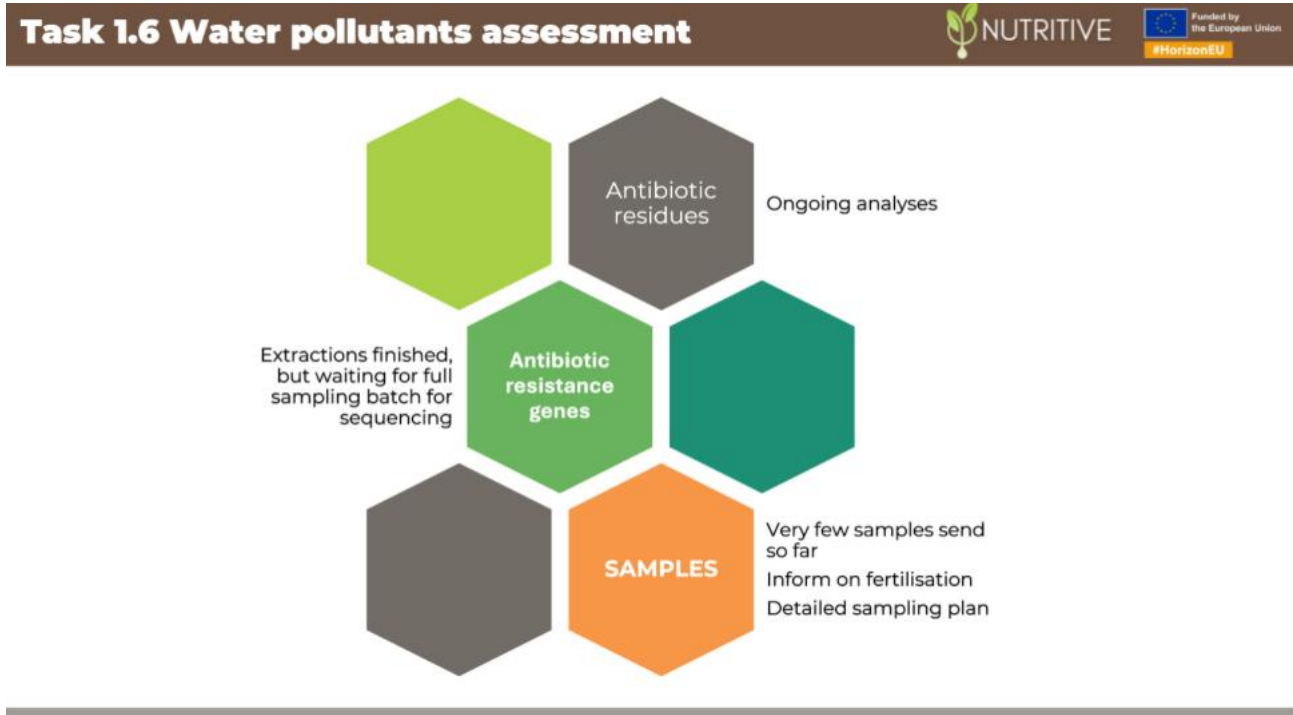 Task 1.6 Water pollutants assessment
NUTRITIVE
Funded by
the European Union
#HorizonEU
Antibiotic
residues
Ongoing analyses
Extractions finished,
but waiting for full
sampling batch for
sequencing
Antibiotic
resistance
genes
SAMPLES
Very few samples send
so far
Inform on fertilisation
Detailed sampling plan